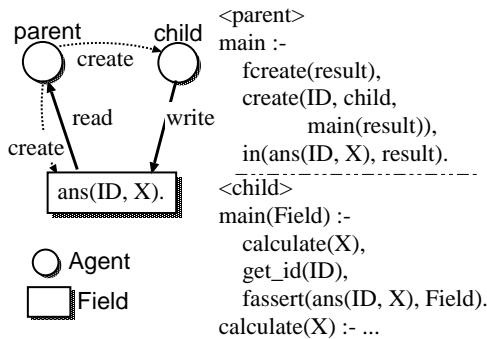 parent
child
create
read
write
create
ans(ID, X).
Agent
Field
<parent>
main :-
fcreate(result),
create(ID, child,
main(result)),
in(ans(ID, X), result).
<child>
main(Field) :-
calculate(X),
get_id(ID),
fassert(ans(ID, X), Field).
calculate(X) :- ...